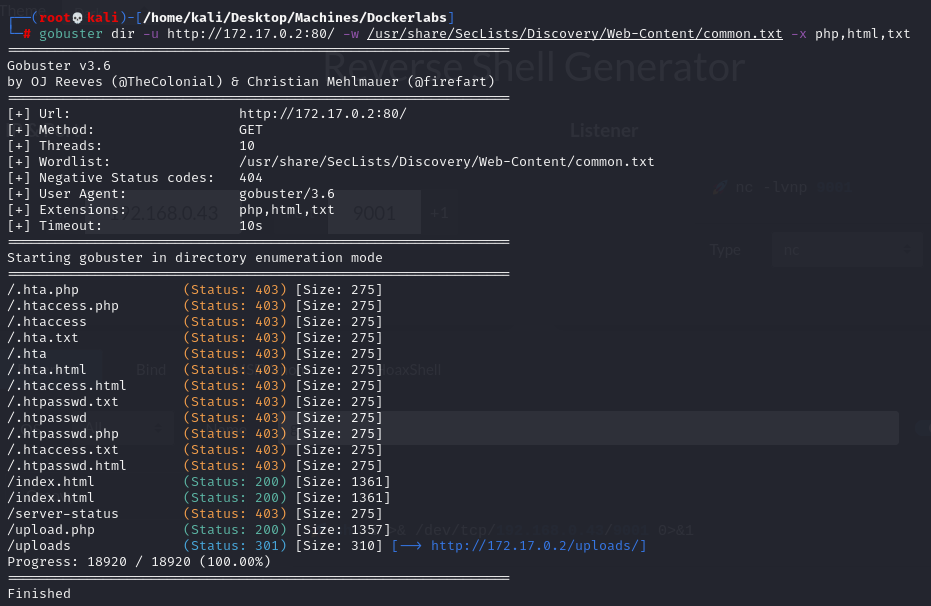 ┌──(root💀kali)-[/home/kali/Desktop/Machines/Dockerlabs]
└─# gobuster dir -u http://172.17.0.2:80/ -w /usr/share/SecLists/Discovery/Web-Content/common.txt -x php,html,txt
===============================================================
Gobuster v3.6
by OJ Reeves (@TheColonial) & Christian Mehlmauer (@firefart)
===============================================================
[+] Url:                     http://172.17.0.2:80/
[+] Method:                  GET
[+] Threads:                 10
[+] Wordlist:                /usr/share/SecLists/Discovery/Web-Content/common.txt
[+] Negative Status codes:   404
[+] User Agent:              gobuster/3.6
[+] Extensions:              php,html,txt
[+] Timeout:                 10s
===============================================================
Starting gobuster in directory enumeration mode
===============================================================
/.hta.php             (Status: 403) [Size: 275]
/.htaccess.php        (Status: 403) [Size: 275]
/.htaccess            (Status: 403) [Size: 275]
/.hta.txt             (Status: 403) [Size: 275]
/.hta                 (Status: 403) [Size: 275]
/.hta.html            (Status: 403) [Size: 275]
/.htaccess.html       (Status: 403) [Size: 275]
/.htpasswd.txt        (Status: 403) [Size: 275]
/.htpasswd            (Status: 403) [Size: 275]
/.htpasswd.php        (Status: 403) [Size: 275]
/.htaccess.txt        (Status: 403) [Size: 275]
/.htpasswd.html       (Status: 403) [Size: 275]
/index.html           (Status: 200) [Size: 1361]
/index.html           (Status: 200) [Size: 1361]
/server-status        (Status: 403) [Size: 275]
/upload.php           (Status: 200) [Size: 1357]
/uploads              (Status: 301) [Size: 310] [--> http://172.17.0.2/uploads/]
Progress: 18920 / 18920 (100.00%)
===============================================================
Finished
Theme
Reverse Shell Generator
Listener
nc -lvnp 9001
192.168.0.43
9001
+1
Type
nc
Bind
HoaxShell